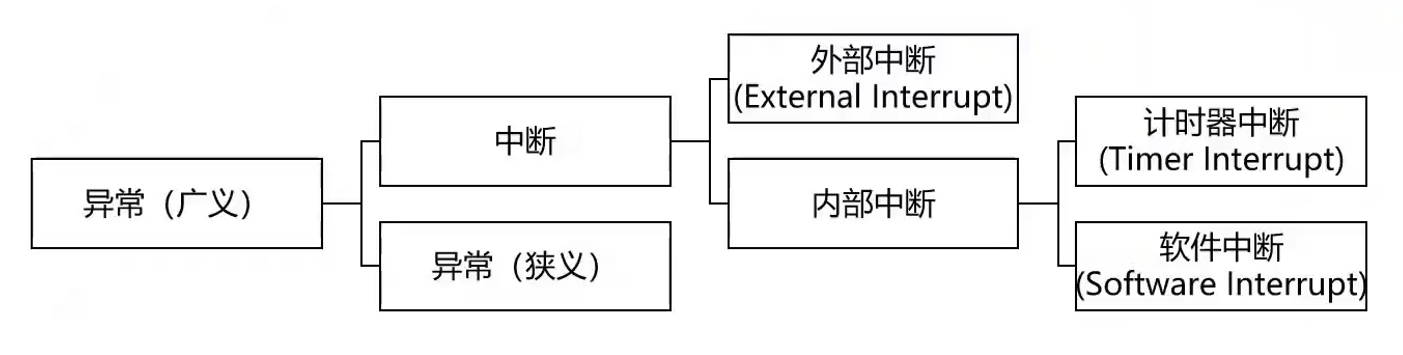 异常（广义）
中断
异常（狭义）
外部中断
(External Interrupt)
内部中断
计时器中断
(Timer Interrupt)
软件中断
(Software Interrupt)